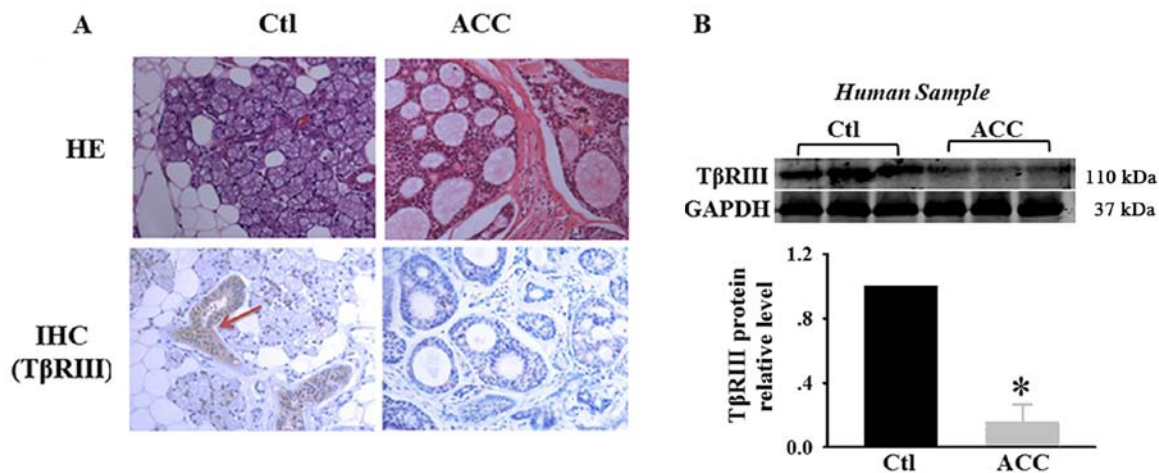 A
Ctl
ACC
HE
IHC
(TβRIII)
B
Human Sample
Ctl
ACC
TβRIII
110 kDa
GAPDH
37 kDa
TβRIII protein
relative level
1.2
.8
.4
0.0
*
Ctl
ACC